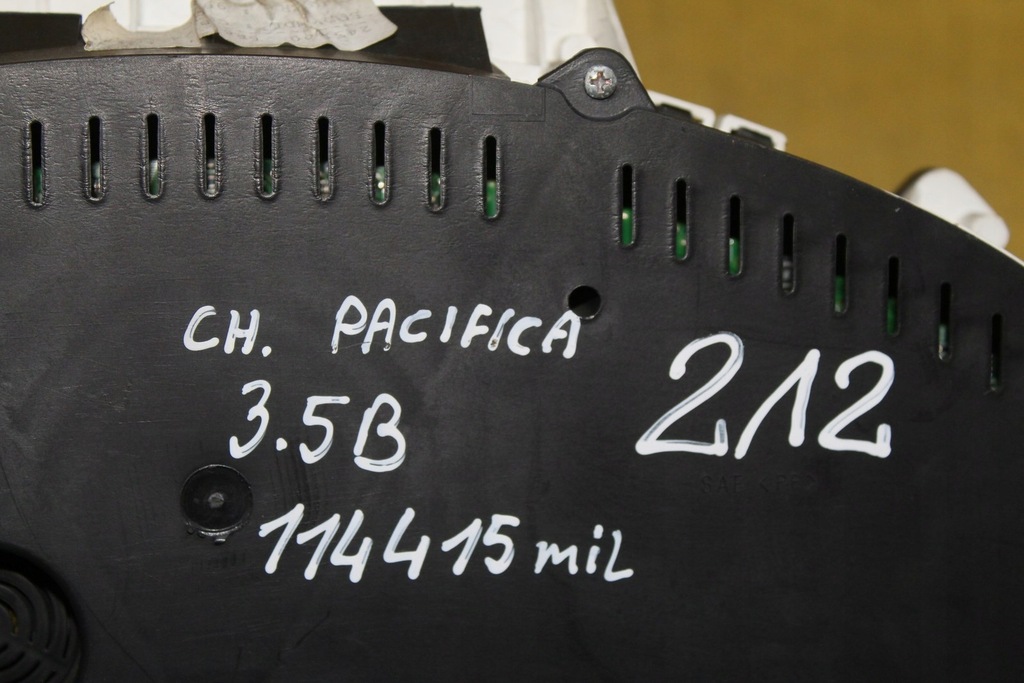 CH. PACIFICA
3.5B
212
114415 mil